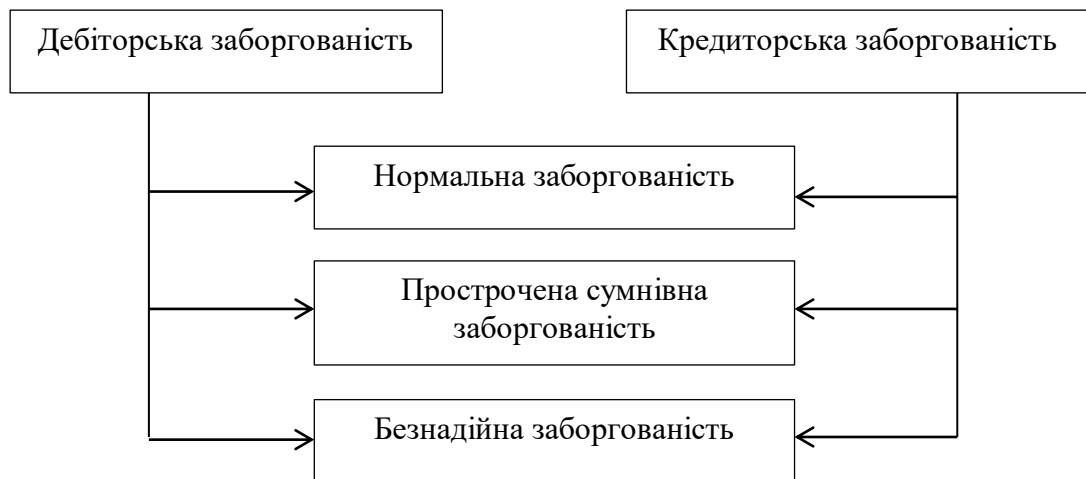 Дебіторська заборгованість
Кредиторська заборгованість
Нормальна заборгованість
Прострочена сумнівна
заборгованість
Безнадійна заборгованість